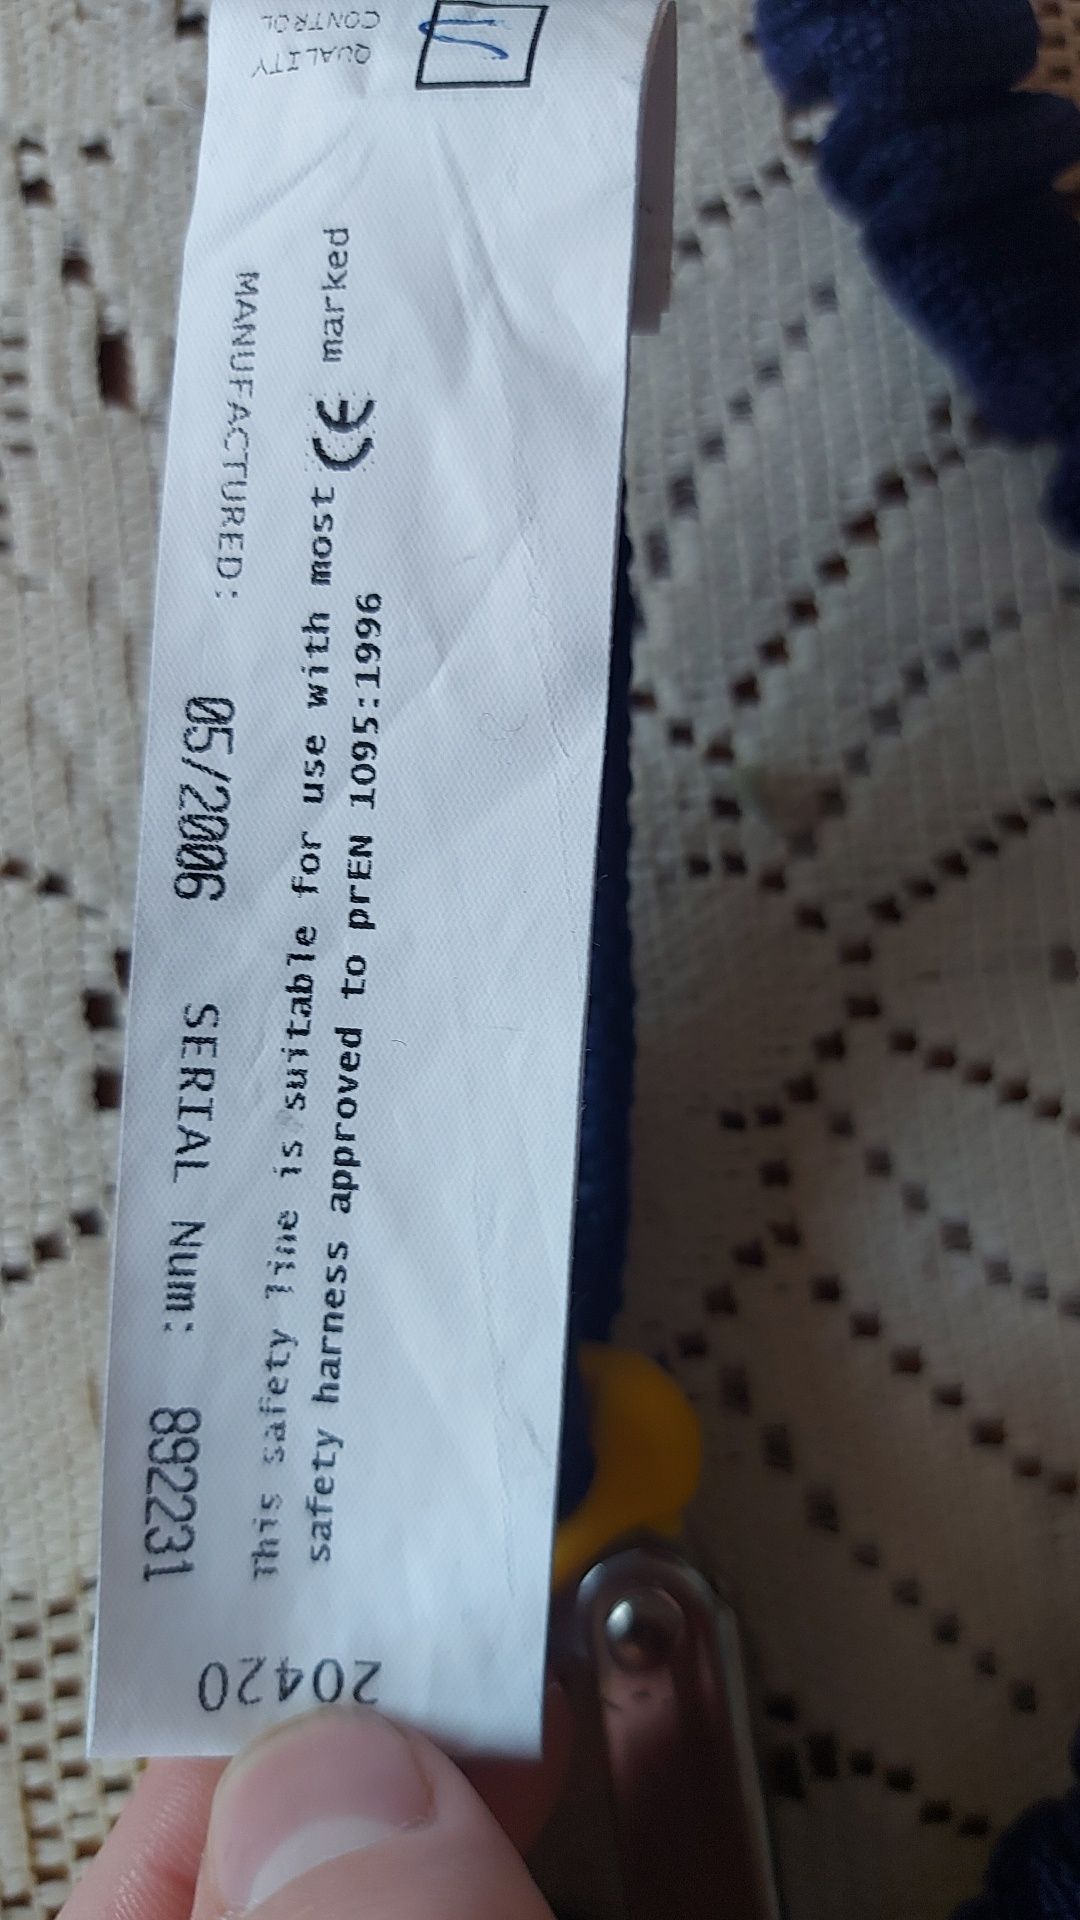 QUALITY
CONTROL
MANUFACTURED: 05/2006 SERIAL Num: 892231
This safety line is suitable for use with most CE marked
safety harness approved to prEN 1095:1996
20420